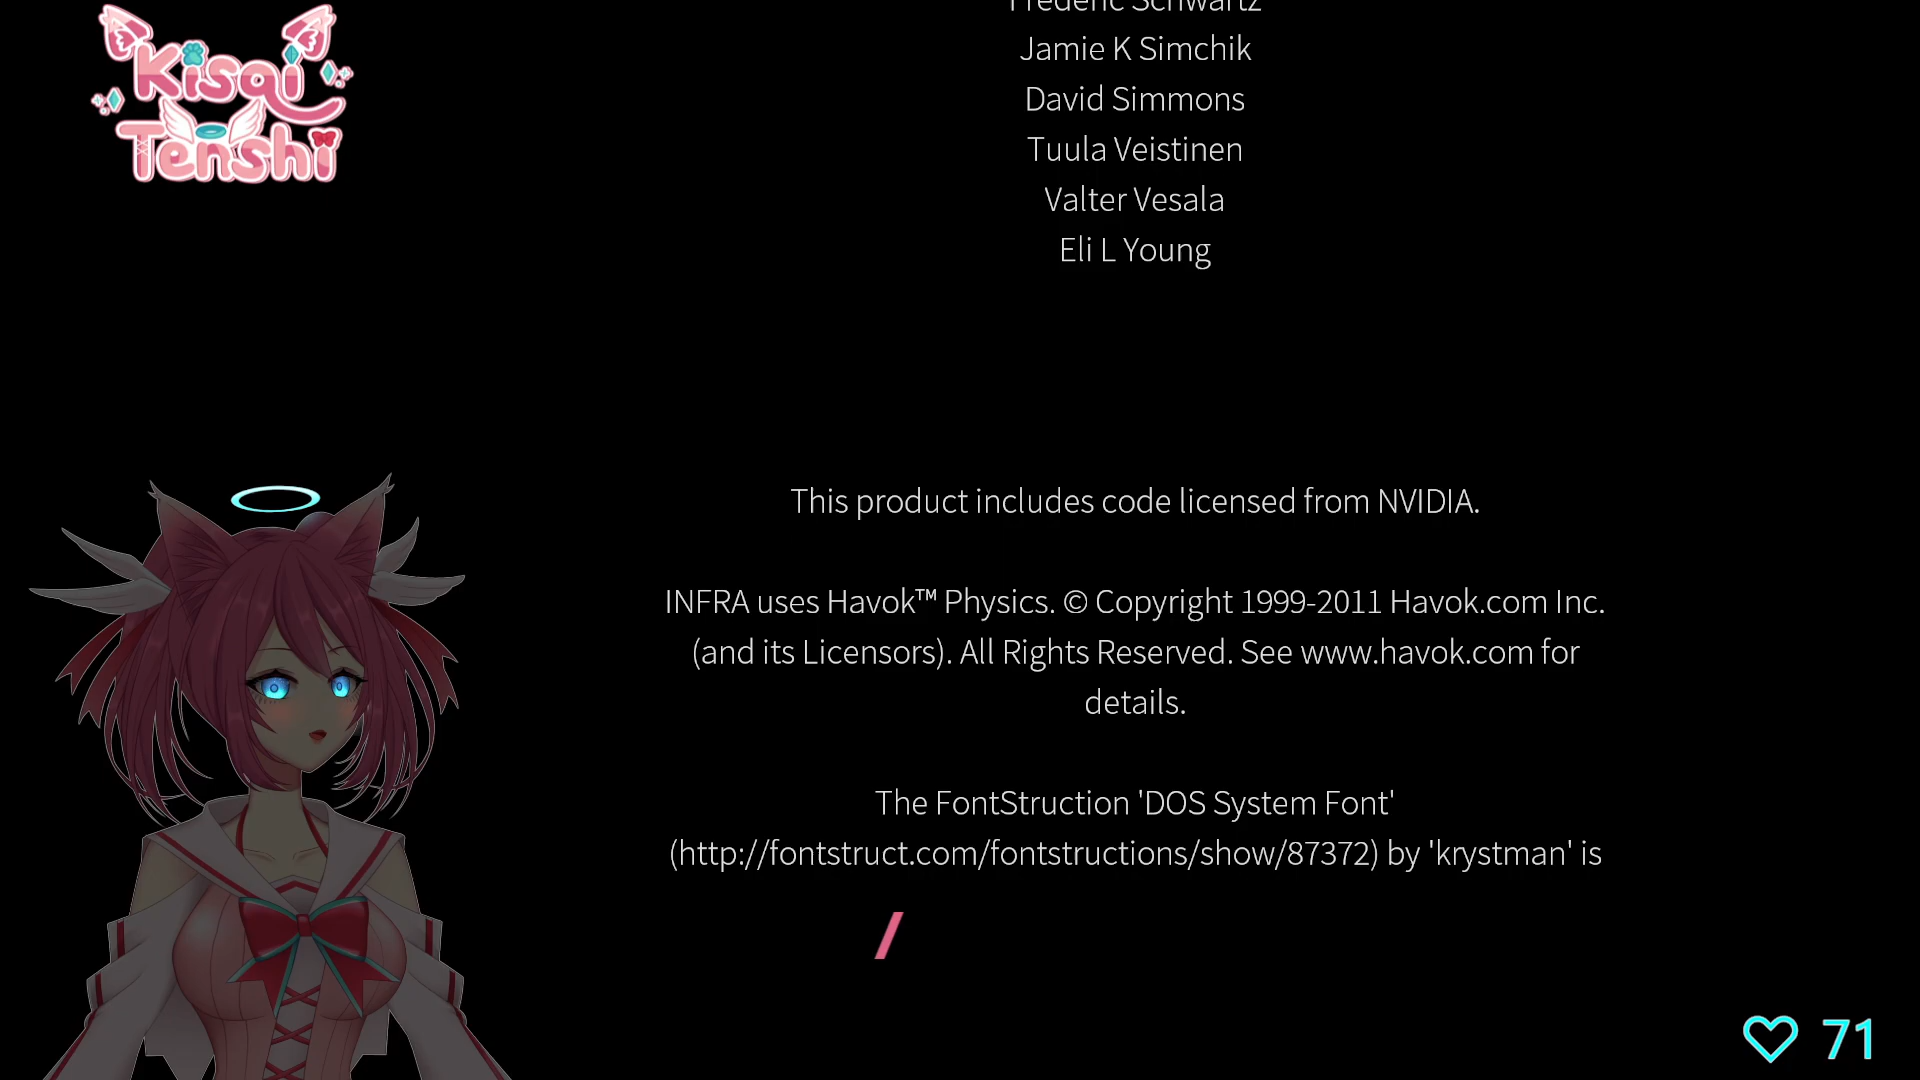 Kisai
Tenshi
Frederic Schwartz
Jamie K Simchik
David Simmons
Tuula Veistinen
Valter Vesala
Eli L Young
This product includes code licensed from NVIDIA.
INFRA uses Havok™ Physics. © Copyright 1999-2011 Havok.com Inc.
(and its Licensors). All Rights Reserved. See www.havok.com for
details.
The FontStruction 'DOS System Font'
(http://fontstruct.com/fontstructions/show/87372) by 'krystman' is
/
71